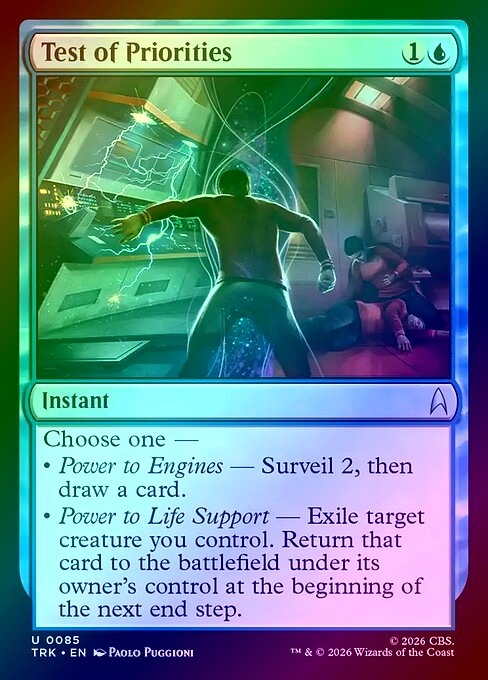 Test of Priorities 1
Instant
Choose one —
• Power to Engines — Surveil 2, then
draw a card.
• Power to Life Support — Exile target
creature you control. Return that
card to the battlefield under its
owner's control at the beginning of
the next end step.
U 0085 © 2026 CBS.
TRK • EN Paolo Puggioni ™ & © 2026 Wizards of the Coast